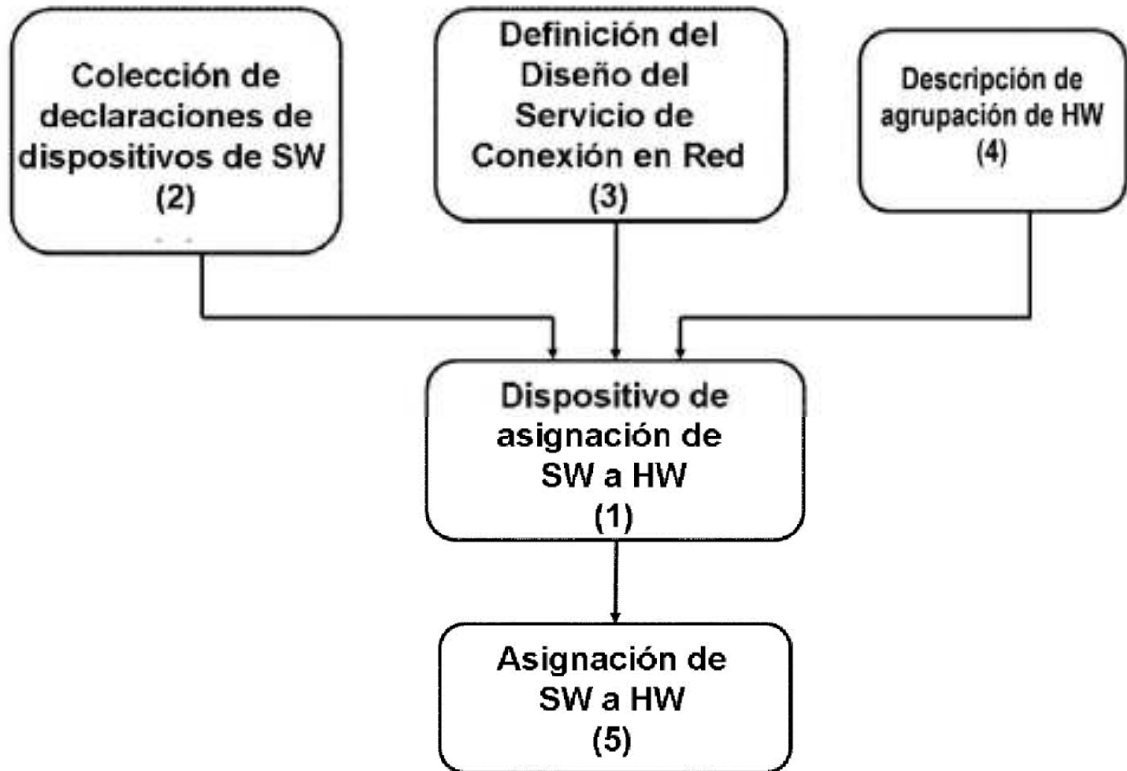 Colección de
declaraciones de
dispositivos de SW
(2)
Definición del
Diseño del
Servicio de
Conexión en Red
(3)
Descripción de
agrupación de HW
(4)
Dispositivo de
asignación de
SW a HW
(1)
Asignación de
SW a HW
(5)